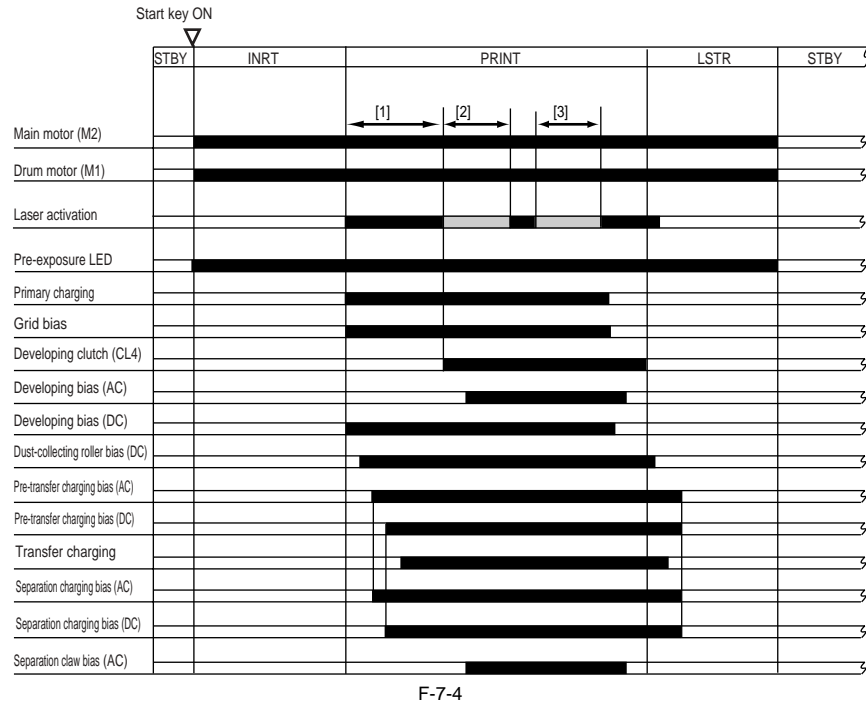 Start key ON
STBY INRT PRINT LSTR STBY
[1] [2] [3]
Main motor (M2)
Drum motor (M1)
Laser activation
Pre-exposure LED
Primary charging
Grid bias
Developing clutch (CL4)
Developing bias (AC)
Developing bias (DC)
Dust-collecting roller bias (DC)
Pre-transfer charging bias (AC)
Pre-transfer charging bias (DC)
Transfer charging
Separation charging bias (AC)
Separation charging bias (DC)
Separation claw bias (AC)
F-7-4